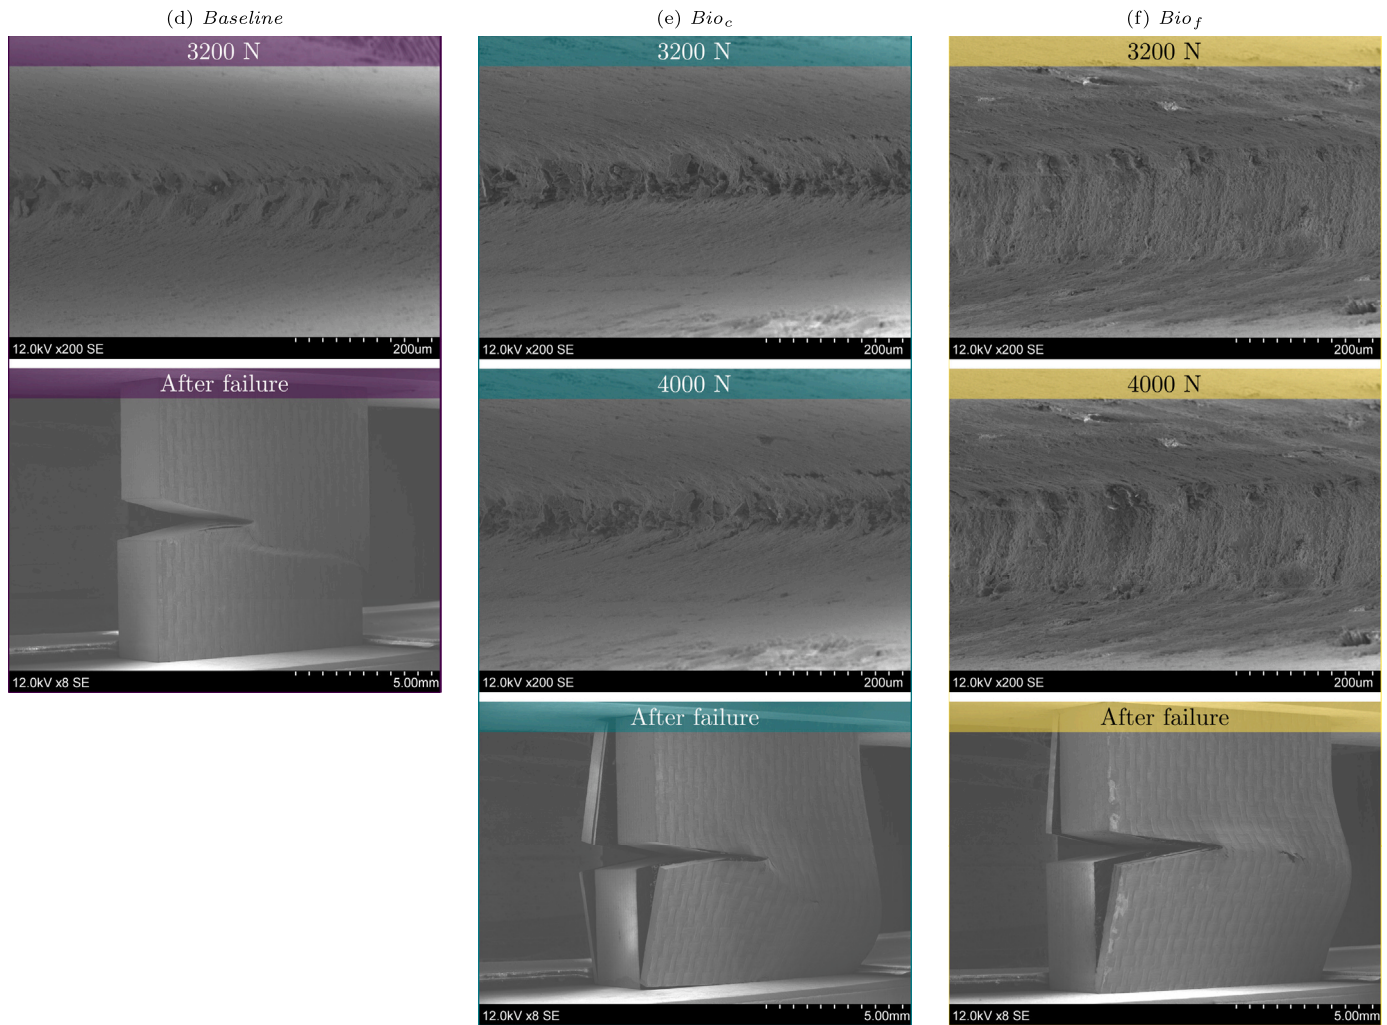 (d) Baseline
(e) Bio_c
(f) Bio_f
3200 N
3200 N
3200 N
12.0kV x200 SE 200um
12.0kV x200 SE 200um
12.0kV x200 SE 200um
After failure
4000 N
4000 N
12.0kV x8 SE 5.00mm
12.0kV x200 SE 200um
12.0kV x200 SE 200um
After failure
After failure
12.0kV x8 SE 5.00mm
12.0kV x8 SE 5.00mm